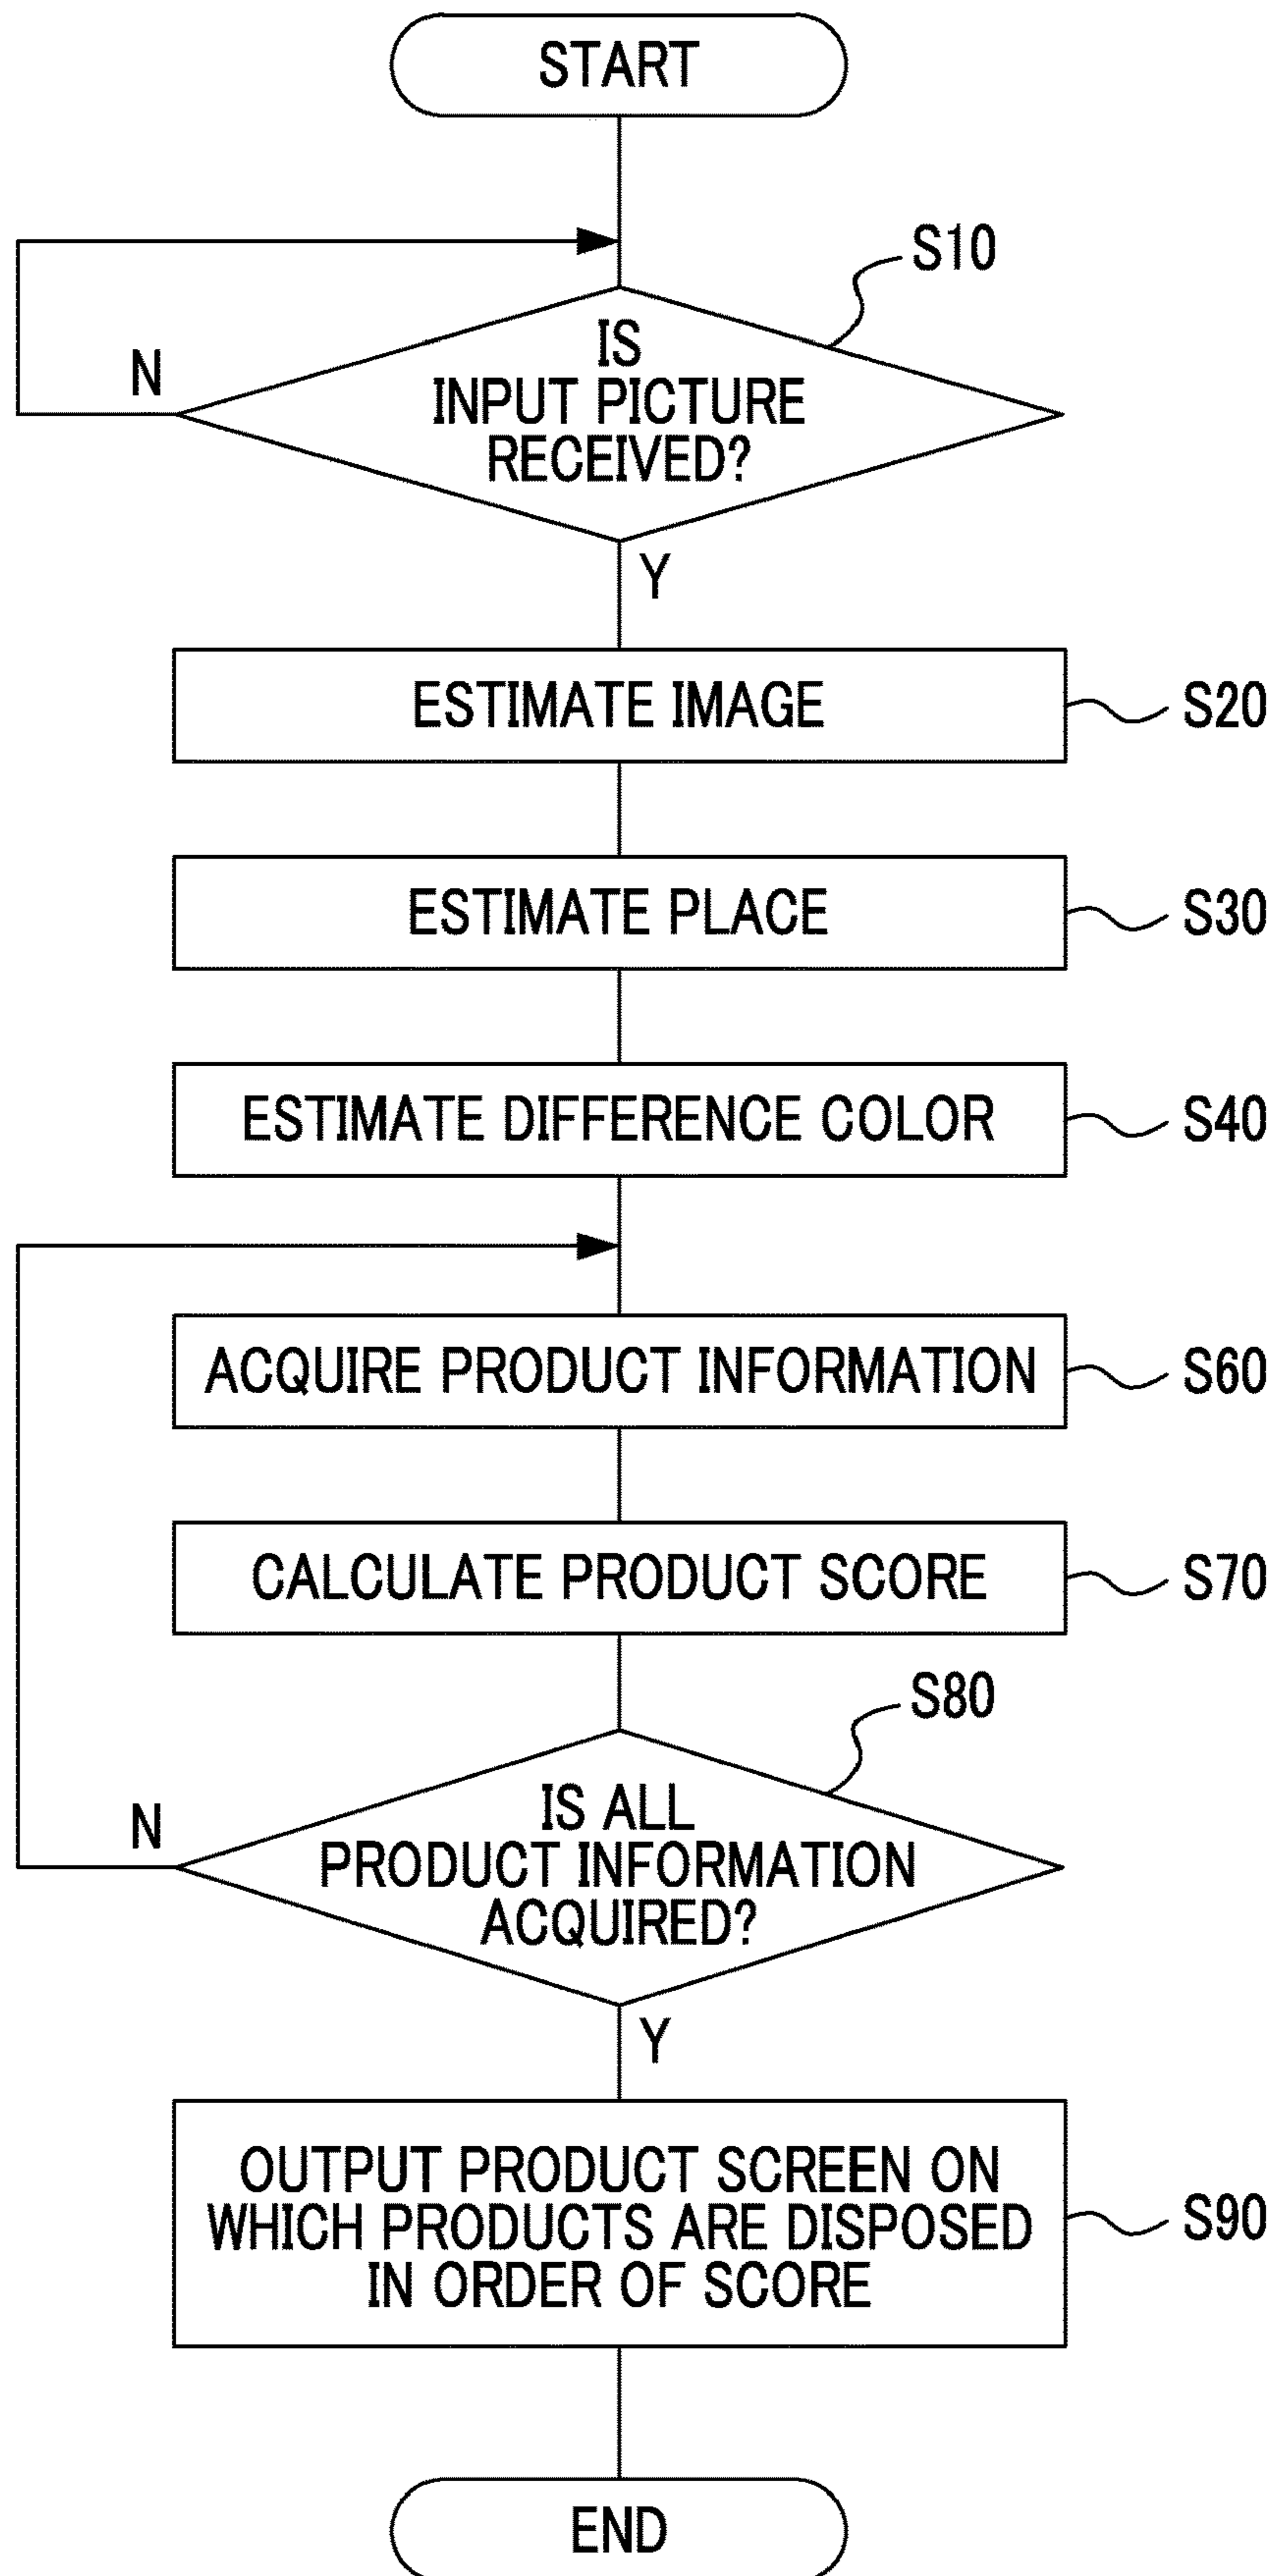 START
S10
IS
INPUT PICTURE
RECEIVED?
N
Y
ESTIMATE IMAGE
S20
ESTIMATE PLACE
S30
ESTIMATE DIFFERENCE COLOR
S40
ACQUIRE PRODUCT INFORMATION
S60
CALCULATE PRODUCT SCORE
S70
S80
IS ALL
PRODUCT INFORMATION
ACQUIRED?
N
Y
OUTPUT PRODUCT SCREEN ON
WHICH PRODUCTS ARE DISPOSED
IN ORDER OF SCORE
S90
END